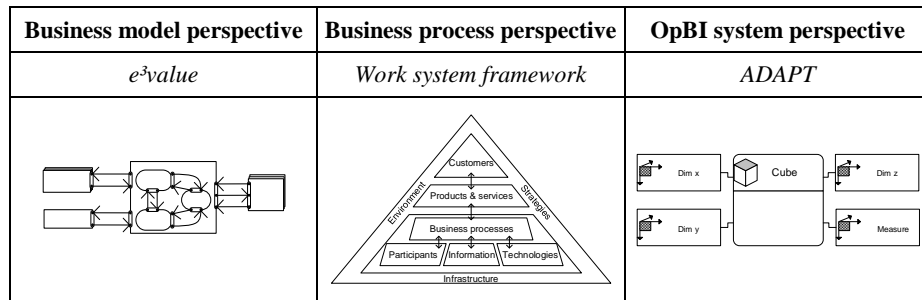 Business model perspective
Business process perspective
OpBI system perspective
e³value
Work system framework
ADAPT
Customers
Environment
Strategies
Products & services
Business processes
Participants
Information
Technologies
Infrastructure
Dim x
Cube
Dim z
Dim y
Measure